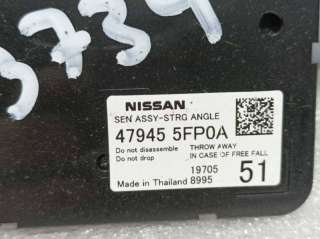 5739
NISSAN
SEN ASSY-STRG ANGLE
47945 5FP0A
Do not disassemble THROW AWAY
Do not drop IN CASE OF FREE FALL
19705 51
Made in Thailand 8995